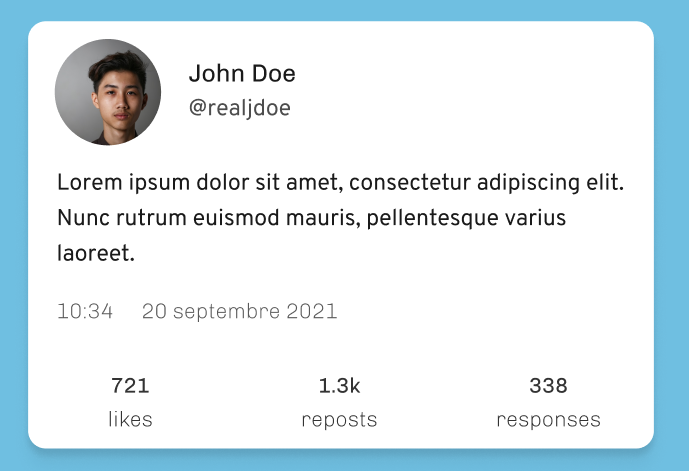 John Doe
@realjdoe
Lorem ipsum dolor sit amet, consectetur adipiscing elit.
Nunc rutrum euismod mauris, pellentesque varius
laoreet.
10:34 20 septembre 2021
721 1.3k 338
likes reposts responses